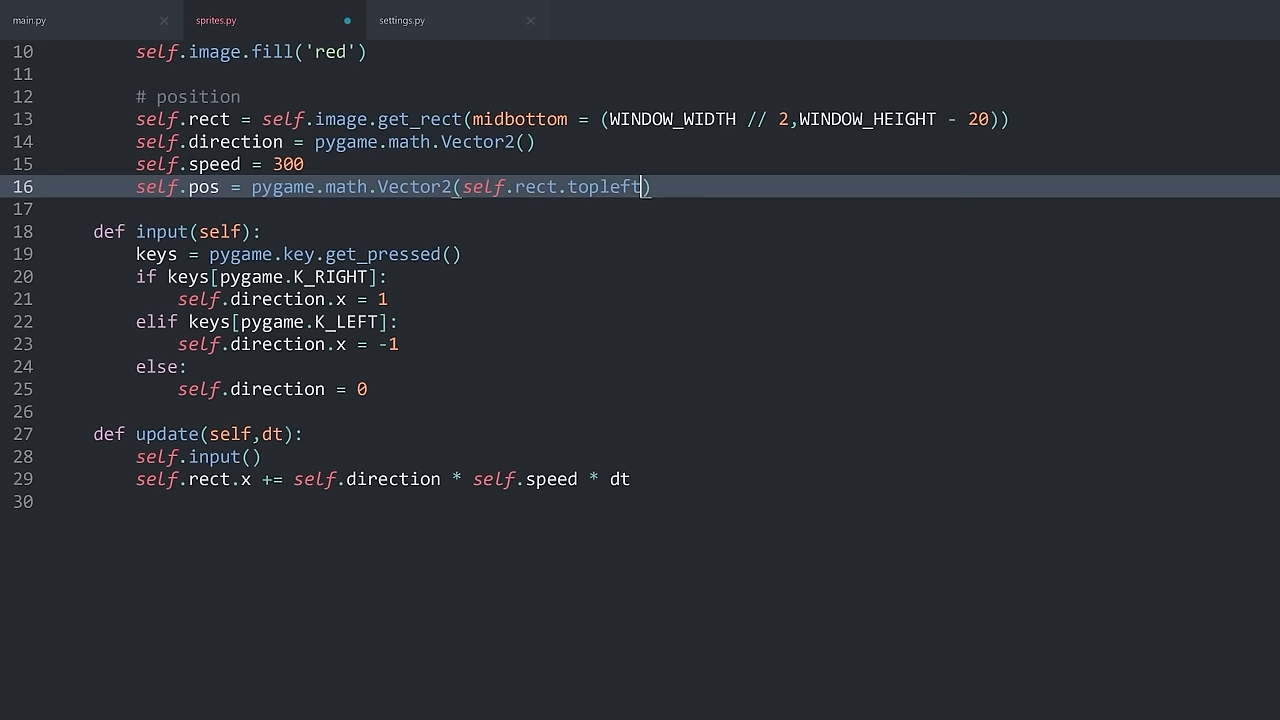 main.py
sprites.py
settings.py
10 self.image.fill('red')
11
12 # position
13 self.rect = self.image.get_rect(midbottom = (WINDOW_WIDTH // 2,WINDOW_HEIGHT - 20))
14 self.direction = pygame.math.Vector2()
15 self.speed = 300
16 self.pos = pygame.math.Vector2(self.rect.topleft)
17
18 def input(self):
19 keys = pygame.key.get_pressed()
20 if keys[pygame.K_RIGHT]:
21 self.direction.x = 1
22 elif keys[pygame.K_LEFT]:
23 self.direction.x = -1
24 else:
25 self.direction = 0
26
27 def update(self,dt):
28 self.input()
29 self.rect.x += self.direction * self.speed * dt
30